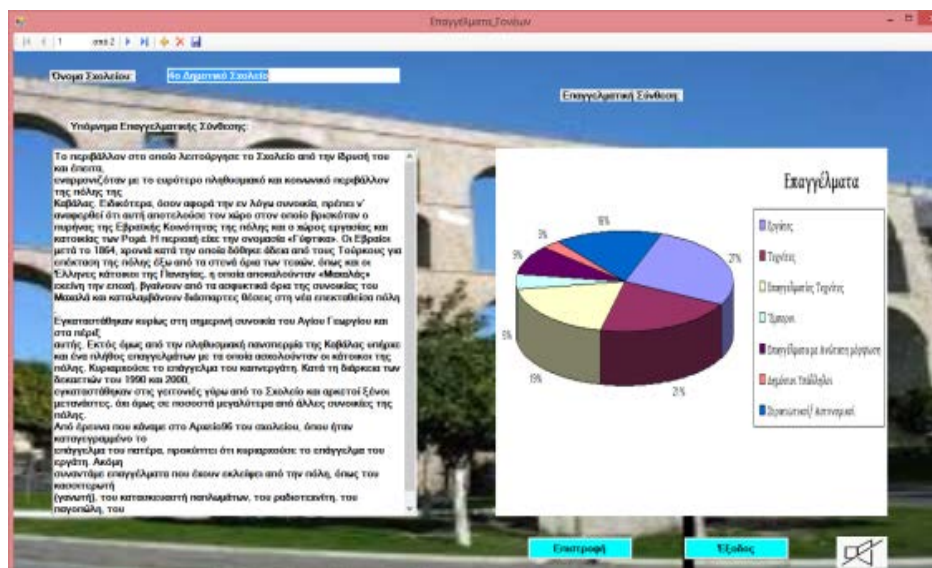 Επαγγέλματα_Γονέων
1 από 2
Όνομα Σχολείου: 4ο Δημοτικό Σχολείο
Επαγγελματική Σύνθεση:
Υπόμνημα Επαγγελματικής Σύνθεσης:
Το περιβάλλον στο οποίο λειτούργησε το Σχολείο από την ίδρυσή του
και έπειτα,
εναρμονιζόταν με το ευρύτερο πληθυσμιακό και κοινωνικό περιβάλλον
της πόλης της
Καβάλας. Ειδικότερα, όσον αφορά την εν λόγω συνοικία, πρέπει ν'
αναφερθεί ότι αυτή αποτελούσε τον χώρο στον οποίο βρισκόταν ο
πυρήνας της Εβραϊκής Κοινότητας της πόλης και ο χώρος εργασίας και
κατοικίας των Ρομά. Η περιοχή είχε την ονομασία «Γύφτικα». Οι Εβραίοι
μετά το 1864, χρονιά κατά την οποία δόθηκε άδεια από τους Τούρκους για
επέκταση της πόλης έξω από τα στενά όρια των τειχών, όπως και οι
Έλληνες κάτοικοι της Παναγίας, η οποία αποκαλούνταν «Μαχαλάς»
εκείνη την εποχή, βγαίνουν από τα ασφυκτικά όρια της συνοικίας του
Μαχαλά και καταλαμβάνουν διάσπαρτες θέσεις στη νέα επεκταθείσα πόλη
.
Εγκαταστάθηκαν κυρίως στη σημερινή συνοικία του Αγίου Γεωργίου και
στα πέριξ
αυτής. Εκτός όμως από την πληθυσμιακή πανσπερμία της Καβάλας υπήρχε
και ένα πλήθος επαγγελμάτων με τα οποία ασχολούνταν οι κάτοικοι της
πόλης. Κυριαρχούσε το επάγγελμα του καπνεργάτη. Κατά τη διάρκεια των
δεκαετιών του 1990 και 2000,
εγκαταστάθηκαν στις γειτονιές γύρω από το Σχολείο και αρκετοί ξένοι
μετανάστες, όχι όμως σε ποσοστά μεγαλύτερα από άλλες συνοικίες της
πόλης.
Από έρευνα που κάναμε στο Αρχείο96 του σχολείου, όπου ήταν
καταγεγραμμένο το
επάγγελμα του πατέρα, προκύπτει ότι κυριαρχούσε το επάγγελμα του
εργάτη. Ακόμη
συναντάμε επαγγέλματα που έχουν εκλείψει από την πόλη, όπως του
κασσιτερωτή
(γανωτή), του κατασκευαστή παπλωμάτων, του ραδιοτεχνίτη, του
παγοπώλη, του
Επαγγέλματα
Εργάτες
Τεχνίτες
Επαγγελματίες Τεχνίτες
Έμποροι
Επαγγέλματα με Ανώτατη μόρφωση
Δημόσιοι Υπάλληλοι
Στρατιωτικοί/ Αστυνομικοί
16%
27%
21%
19%
5%
9%
3%
Επιστροφή
Έξοδος